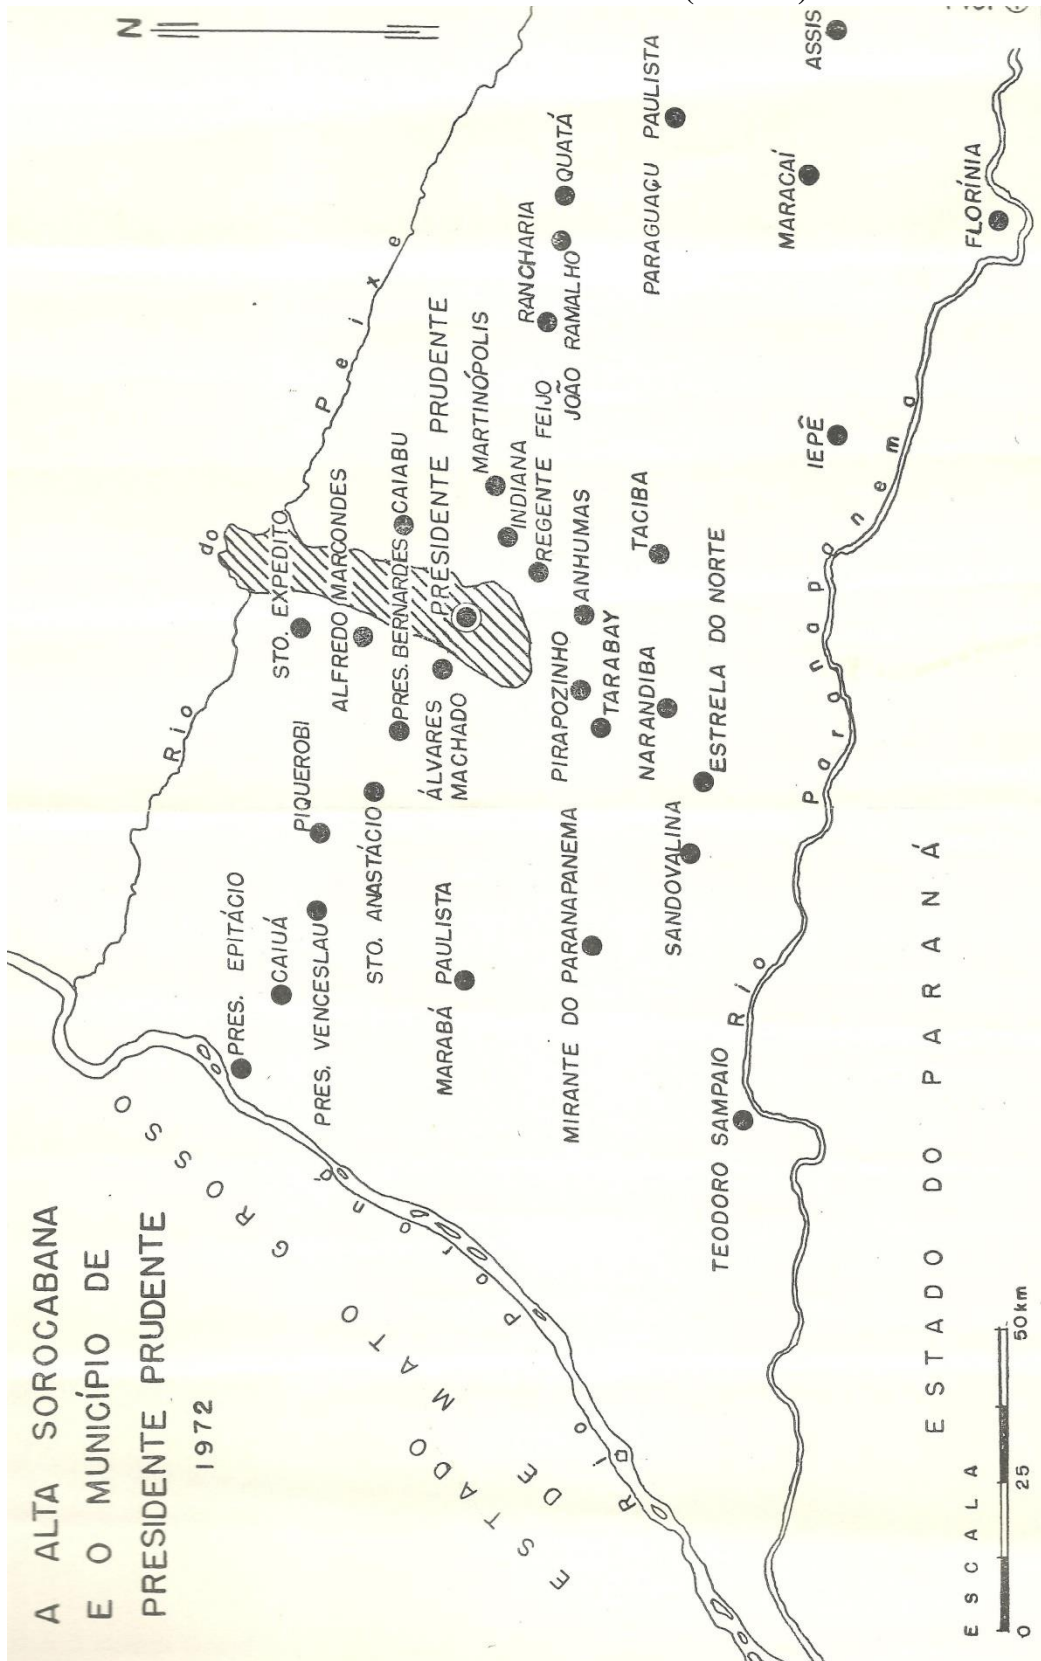 A ALTA SOROCABANA
E O MUNICÍPIO DE
PRESIDENTE PRUDENTE
1972
N
Rio do Peixe
PRES. EPITÁCIO
CAIUÁ
PRES. VENCESLAU
PIQUEROBI
STO. ANASTÁCIO
STO. EXPEDITO
ALFREDO MARCONDES
PRES. BERNARDES
CAIABU
ÁLVARES
MACHADO
PRESIDENTE PRUDENTE
MARTINÓPOLIS
INDIANA
REGENTE FEIJO
RANCHARIA
JOÃO RAMALHO
QUATÁ
PARAGUAÇU PAULISTA
ASSIS
MARACAÍ
FLORÍNIA
MARABÁ PAULISTA
MIRANTE DO PARANAPANEMA
PIRAPOZINHO
ANHUMAS
TARABAY
NARANDIBA
TACIBA
ESTRELA DO NORTE
SANDOVALINA
IEPÊ
TEODORO SAMPAIO
Rio Paranapanema
Rio Paraná
ESTADO DE MATO GROSSO
ESTADO DO PARANÁ
ESCALA
0 25 50km